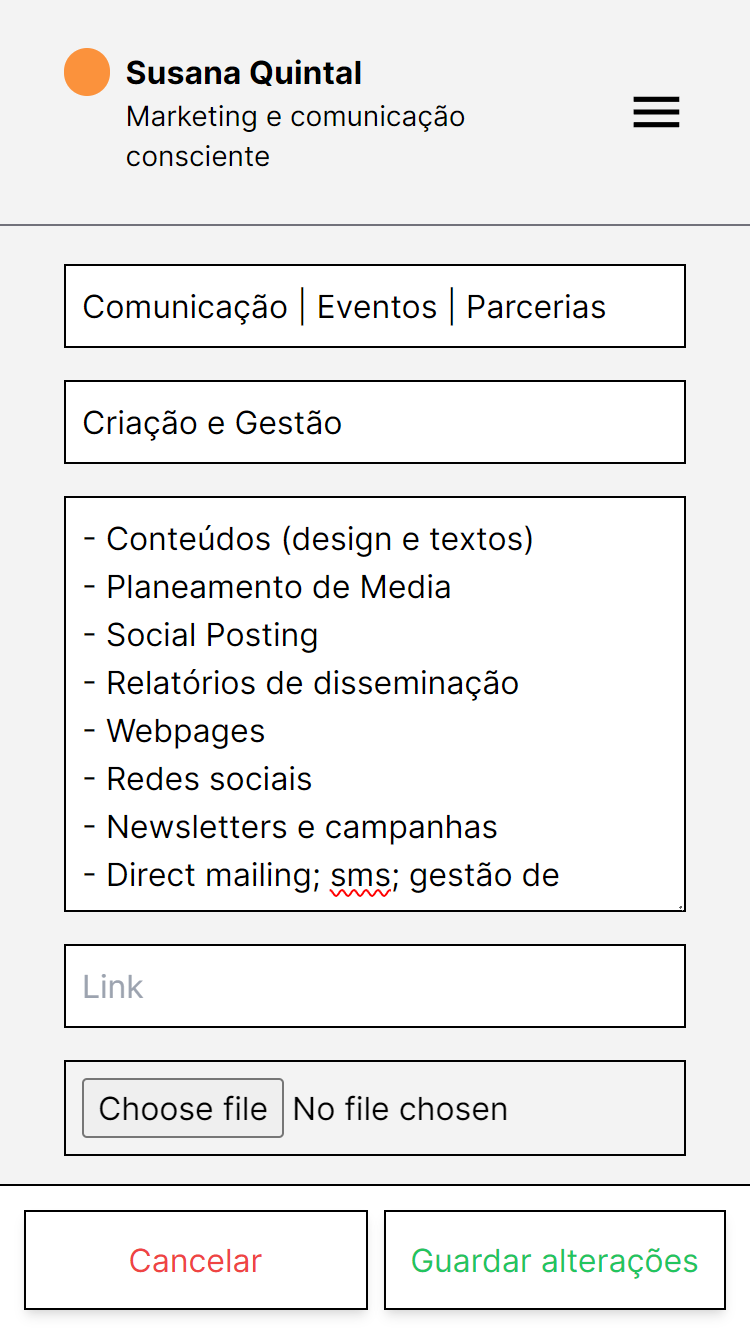 Susana Quintal
Marketing e comunicação
consciente
Comunicação | Eventos | Parcerias
Criação e Gestão
- Conteúdos (design e textos)
- Planeamento de Media
- Social Posting
- Relatórios de disseminação
- Webpages
- Redes sociais
- Newsletters e campanhas
- Direct mailing; sms; gestão de
Link
Choose file No file chosen
Cancelar
Guardar alterações